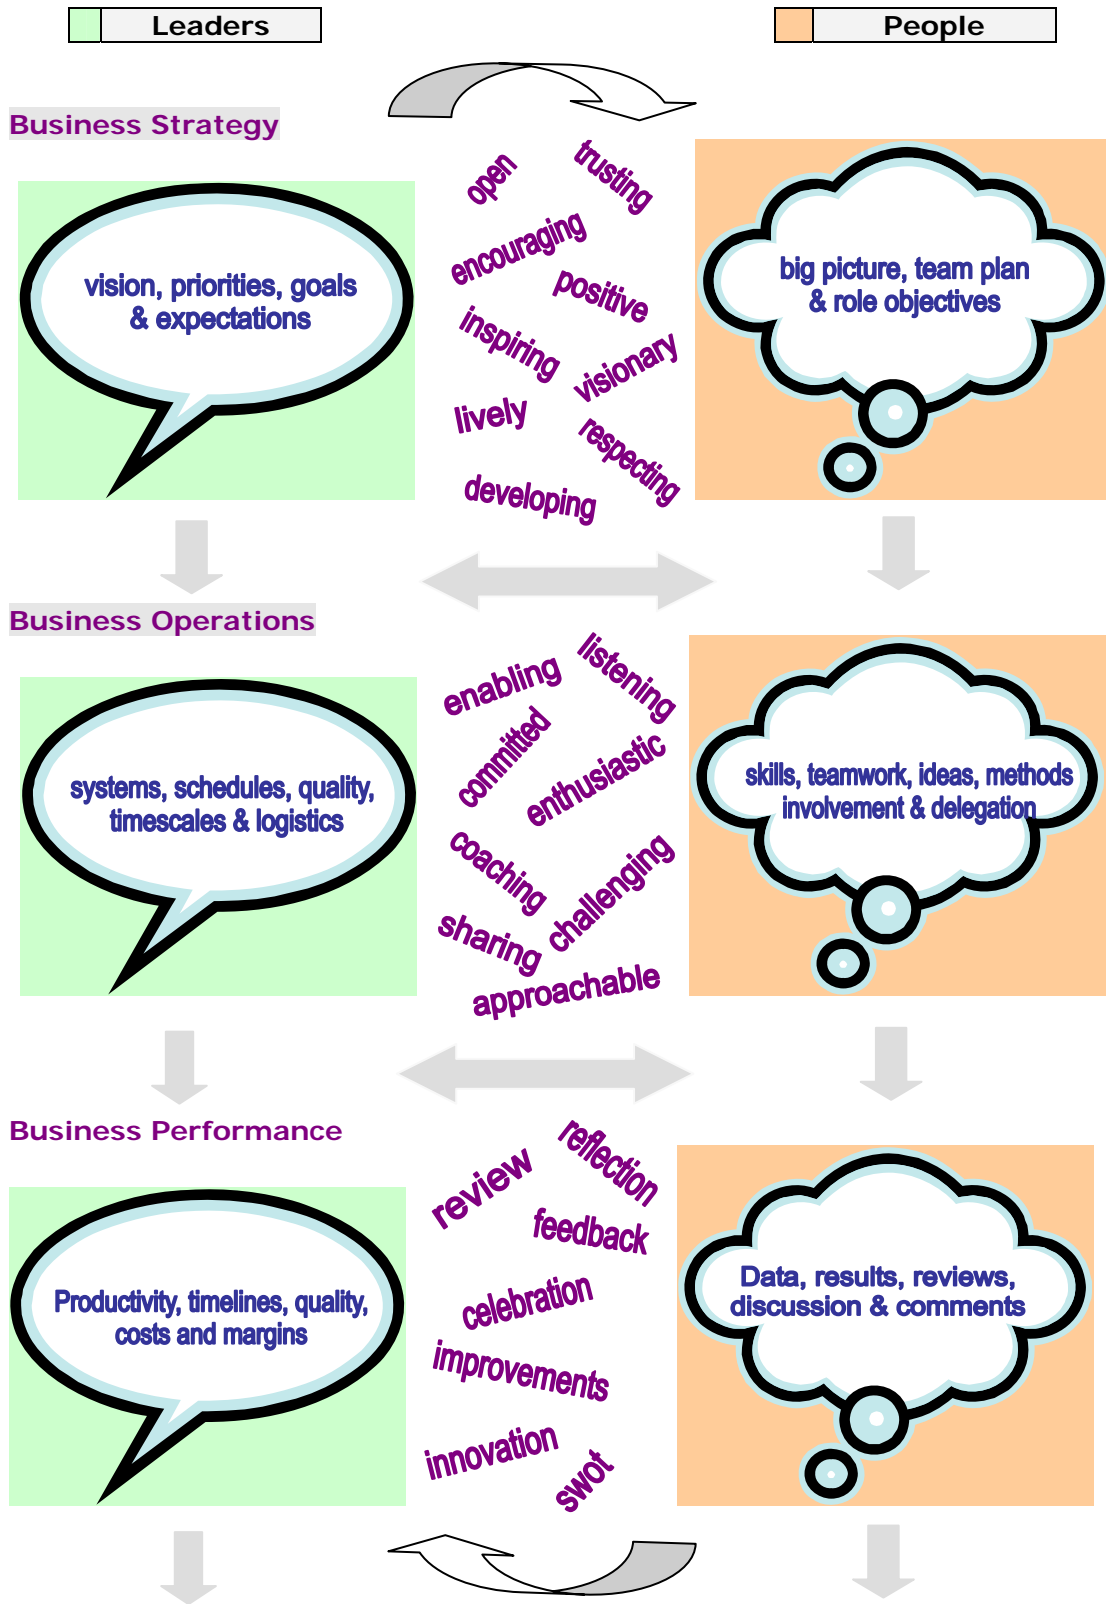 Leaders
People
Business Strategy
open
trusting
encouraging
positive
inspiring
visionary
lively
respecting
developing
vision, priorities, goals
& expectations
big picture, team plan
& role objectives
Business Operations
enabling
listening
committed
enthusiastic
coaching
challenging
sharing
approachable
systems, schedules, quality,
timescales & logistics
skills, teamwork, ideas, methods
involvement & delegation
Business Performance
review
reflection
feedback
celebration
improvements
innovation
swot
Productivity, timelines, quality,
costs and margins
Data, results, reviews,
discussion & comments